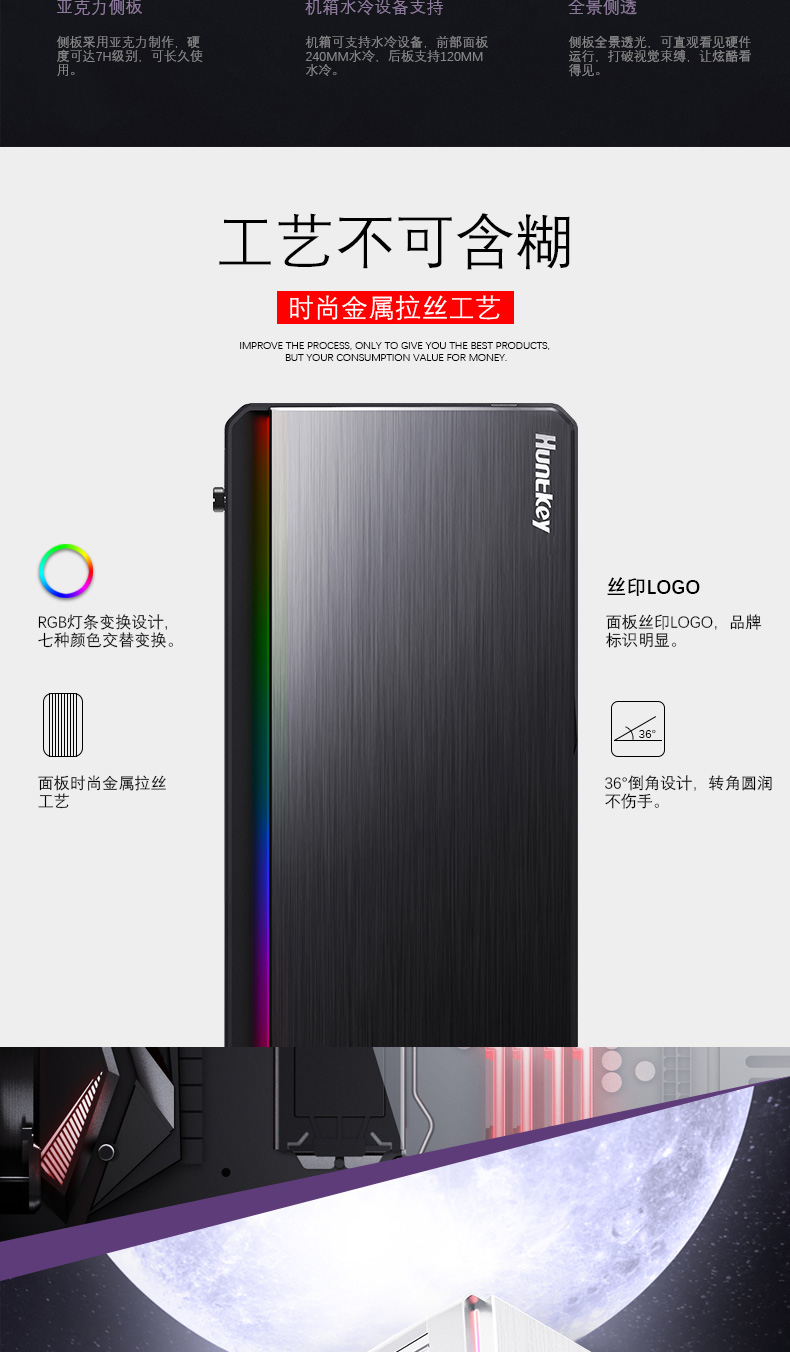 亚克力侧板
机箱水冷设备支持
全景侧透
侧板采用亚克力制作，硬
度可达7H级别，可长久使
用。
机箱可支持水冷设备，前部面板
240MM水冷，后板支持120MM
水冷。
侧板全景透光，可直观看见硬件
运行，打破视觉束缚，让炫酷看
得见。
工艺不可含糊
时尚金属拉丝工艺
IMPROVE THE PROCESS, ONLY TO GIVE YOU THE BEST PRODUCTS,
BUT YOUR CONSUMPTION VALUE FOR MONEY.
Huntkey
RGB灯条变换设计，
七种颜色交替变换。
丝印LOGO
面板丝印LOGO，品牌
标识明显。
面板时尚金属拉丝
工艺
36°
36°倒角设计，转角圆润
不伤手。